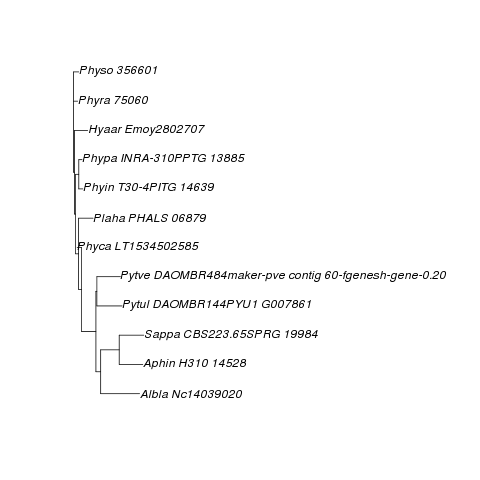 Physo 356601
Phyra 75060
Hyaar Emoy2802707
Phypa INRA-310PPTG 13885
Phyin T30-4PITG 14639
Plaha PHALS 06879
Phyca LT1534502585
Pytve DAOMBR484maker-pve contig 60-fgenesh-gene-0.20
Pytul DAOMBR144PYU1 G007861
Sappa CBS223.65SPRG 19984
Aphin H310 14528
Albla Nc14039020